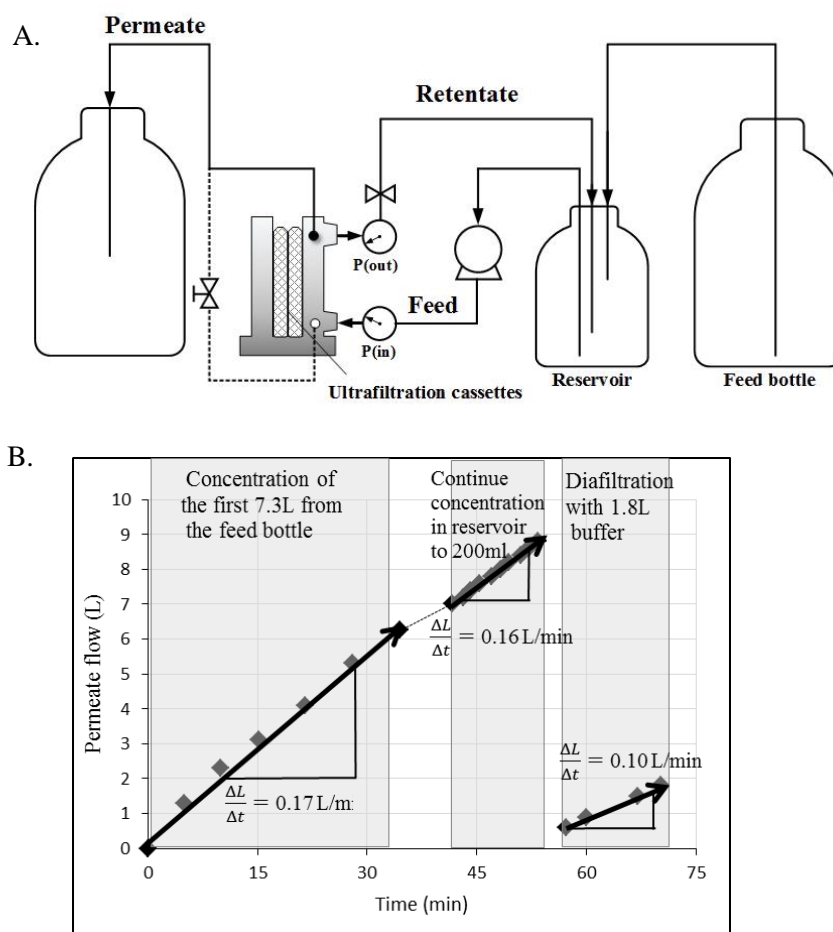 A.
Permeate
Retentate
P(out)
Feed
P(in)
Ultrafiltration cassettes
Reservoir
Feed bottle
B.
Concentration of
the first 7.3L from
the feed bottle
Continue
concentration
in reservoir
to 200ml
Diafiltration
with 1.8L
buffer
Permeate flow (L)
10
9
8
7
6
5
4
3
2
1
0
ΔL/Δt = 0.17 L/m
ΔL/Δt = 0.16 L/min
ΔL/Δt = 0.10 L/min
0 15 30 45 60 75
Time (min)